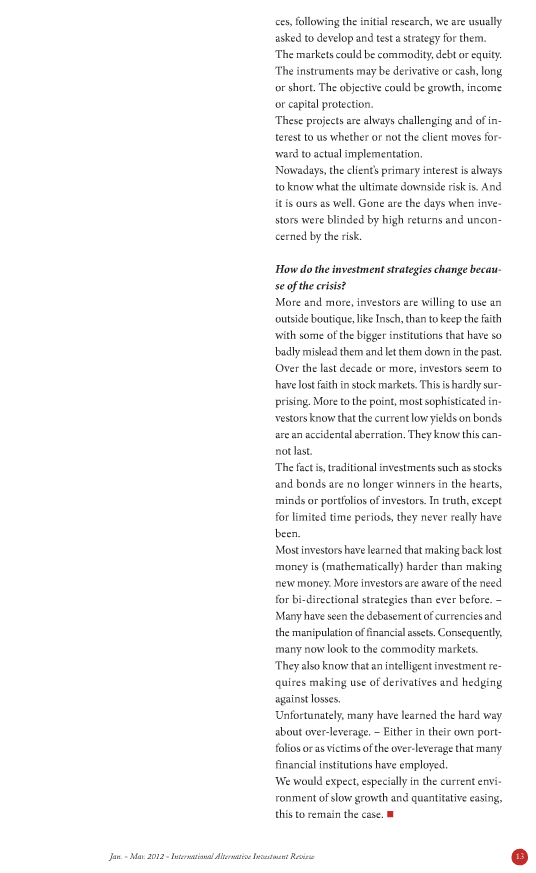 ces, following the initial research, we are usually
asked to develop and test a strategy for them.
The markets could be commodity, debt or equity.
The instruments may be derivative or cash, long
or short. The objective could be growth, income
or capital protection.
These projects are always challenging and of in-
terest to us whether or not the client moves for-
ward to actual implementation.
Nowadays, the client's primary interest is always
to know what the ultimate downside risk is. And
it is ours as well. Gone are the days when inve-
stors were blinded by high returns and uncon-
cerned by the risk.
How do the investment strategies change becau-
se of the crisis?
More and more, investors are willing to use an
outside boutique, like Insch, than to keep the faith
with some of the bigger institutions that have so
badly mislead them and let them down in the past.
Over the last decade or more, investors seem to
have lost faith in stock markets. This is hardly sur-
prising. More to the point, most sophisticated in-
vestors know that the current low yields on bonds
are an accidental aberration. They know this can-
not last.
The fact is, traditional investments such as stocks
and bonds are no longer winners in the hearts,
minds or portfolios of investors. In truth, except
for limited time periods, they never really have
been.
Most investors have learned that making back lost
money is (mathematically) harder than making
new money. More investors are aware of the need
for bi-directional strategies than ever before. –
Many have seen the debasement of currencies and
the manipulation of financial assets. Consequently,
many now look to the commodity markets.
They also know that an intelligent investment re-
quires making use of derivatives and hedging
against losses.
Unfortunately, many have learned the hard way
about over-leverage. – Either in their own port-
folios or as victims of the over-leverage that many
financial institutions have employed.
We would expect, especially in the current envi-
ronment of slow growth and quantitative easing,
this to remain the case. ■
Jan. – Mar. 2012 – International Alternative Investment Review
13